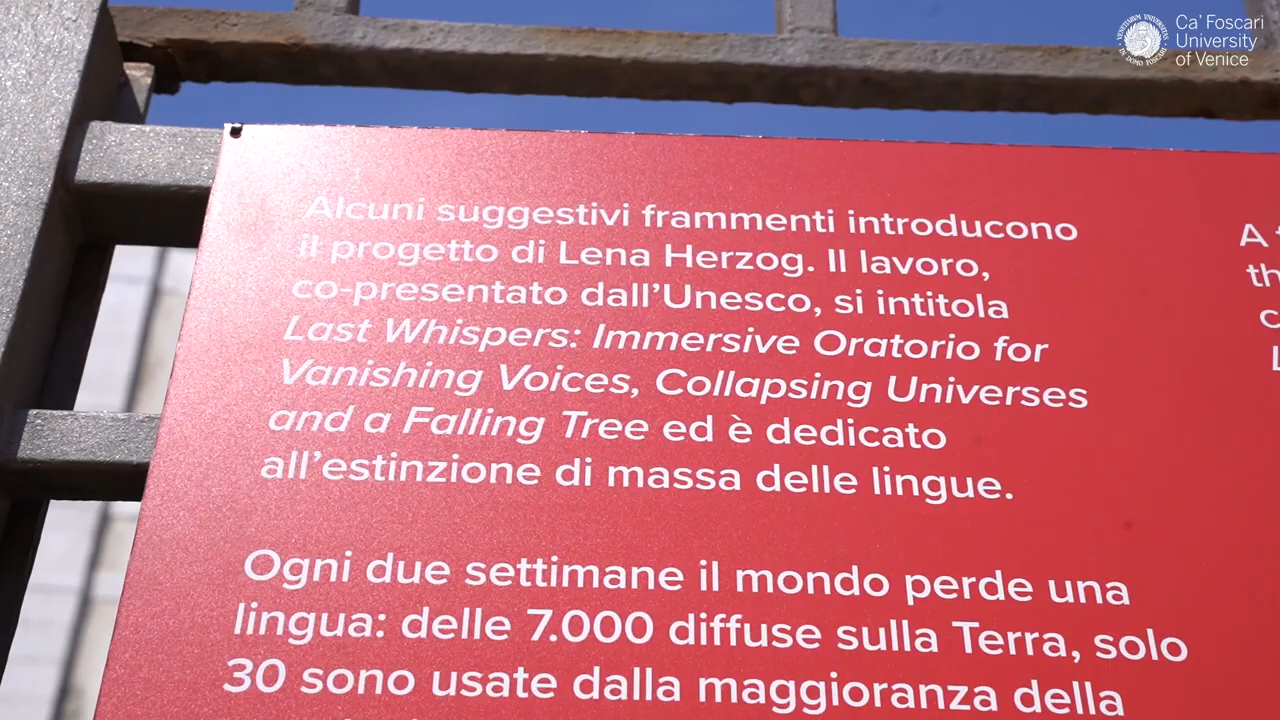 Ca' Foscari
University
of Venice
Alcuni suggestivi frammenti introducono
il progetto di Lena Herzog. Il lavoro,
co-presentato dall'Unesco, si intitola
Last Whispers: Immersive Oratorio for
Vanishing Voices, Collapsing Universes
and a Falling Tree ed è dedicato
all'estinzione di massa delle lingue.
Ogni due settimane il mondo perde una
lingua: delle 7.000 diffuse sulla Terra, solo
30 sono usate dalla maggioranza della
A